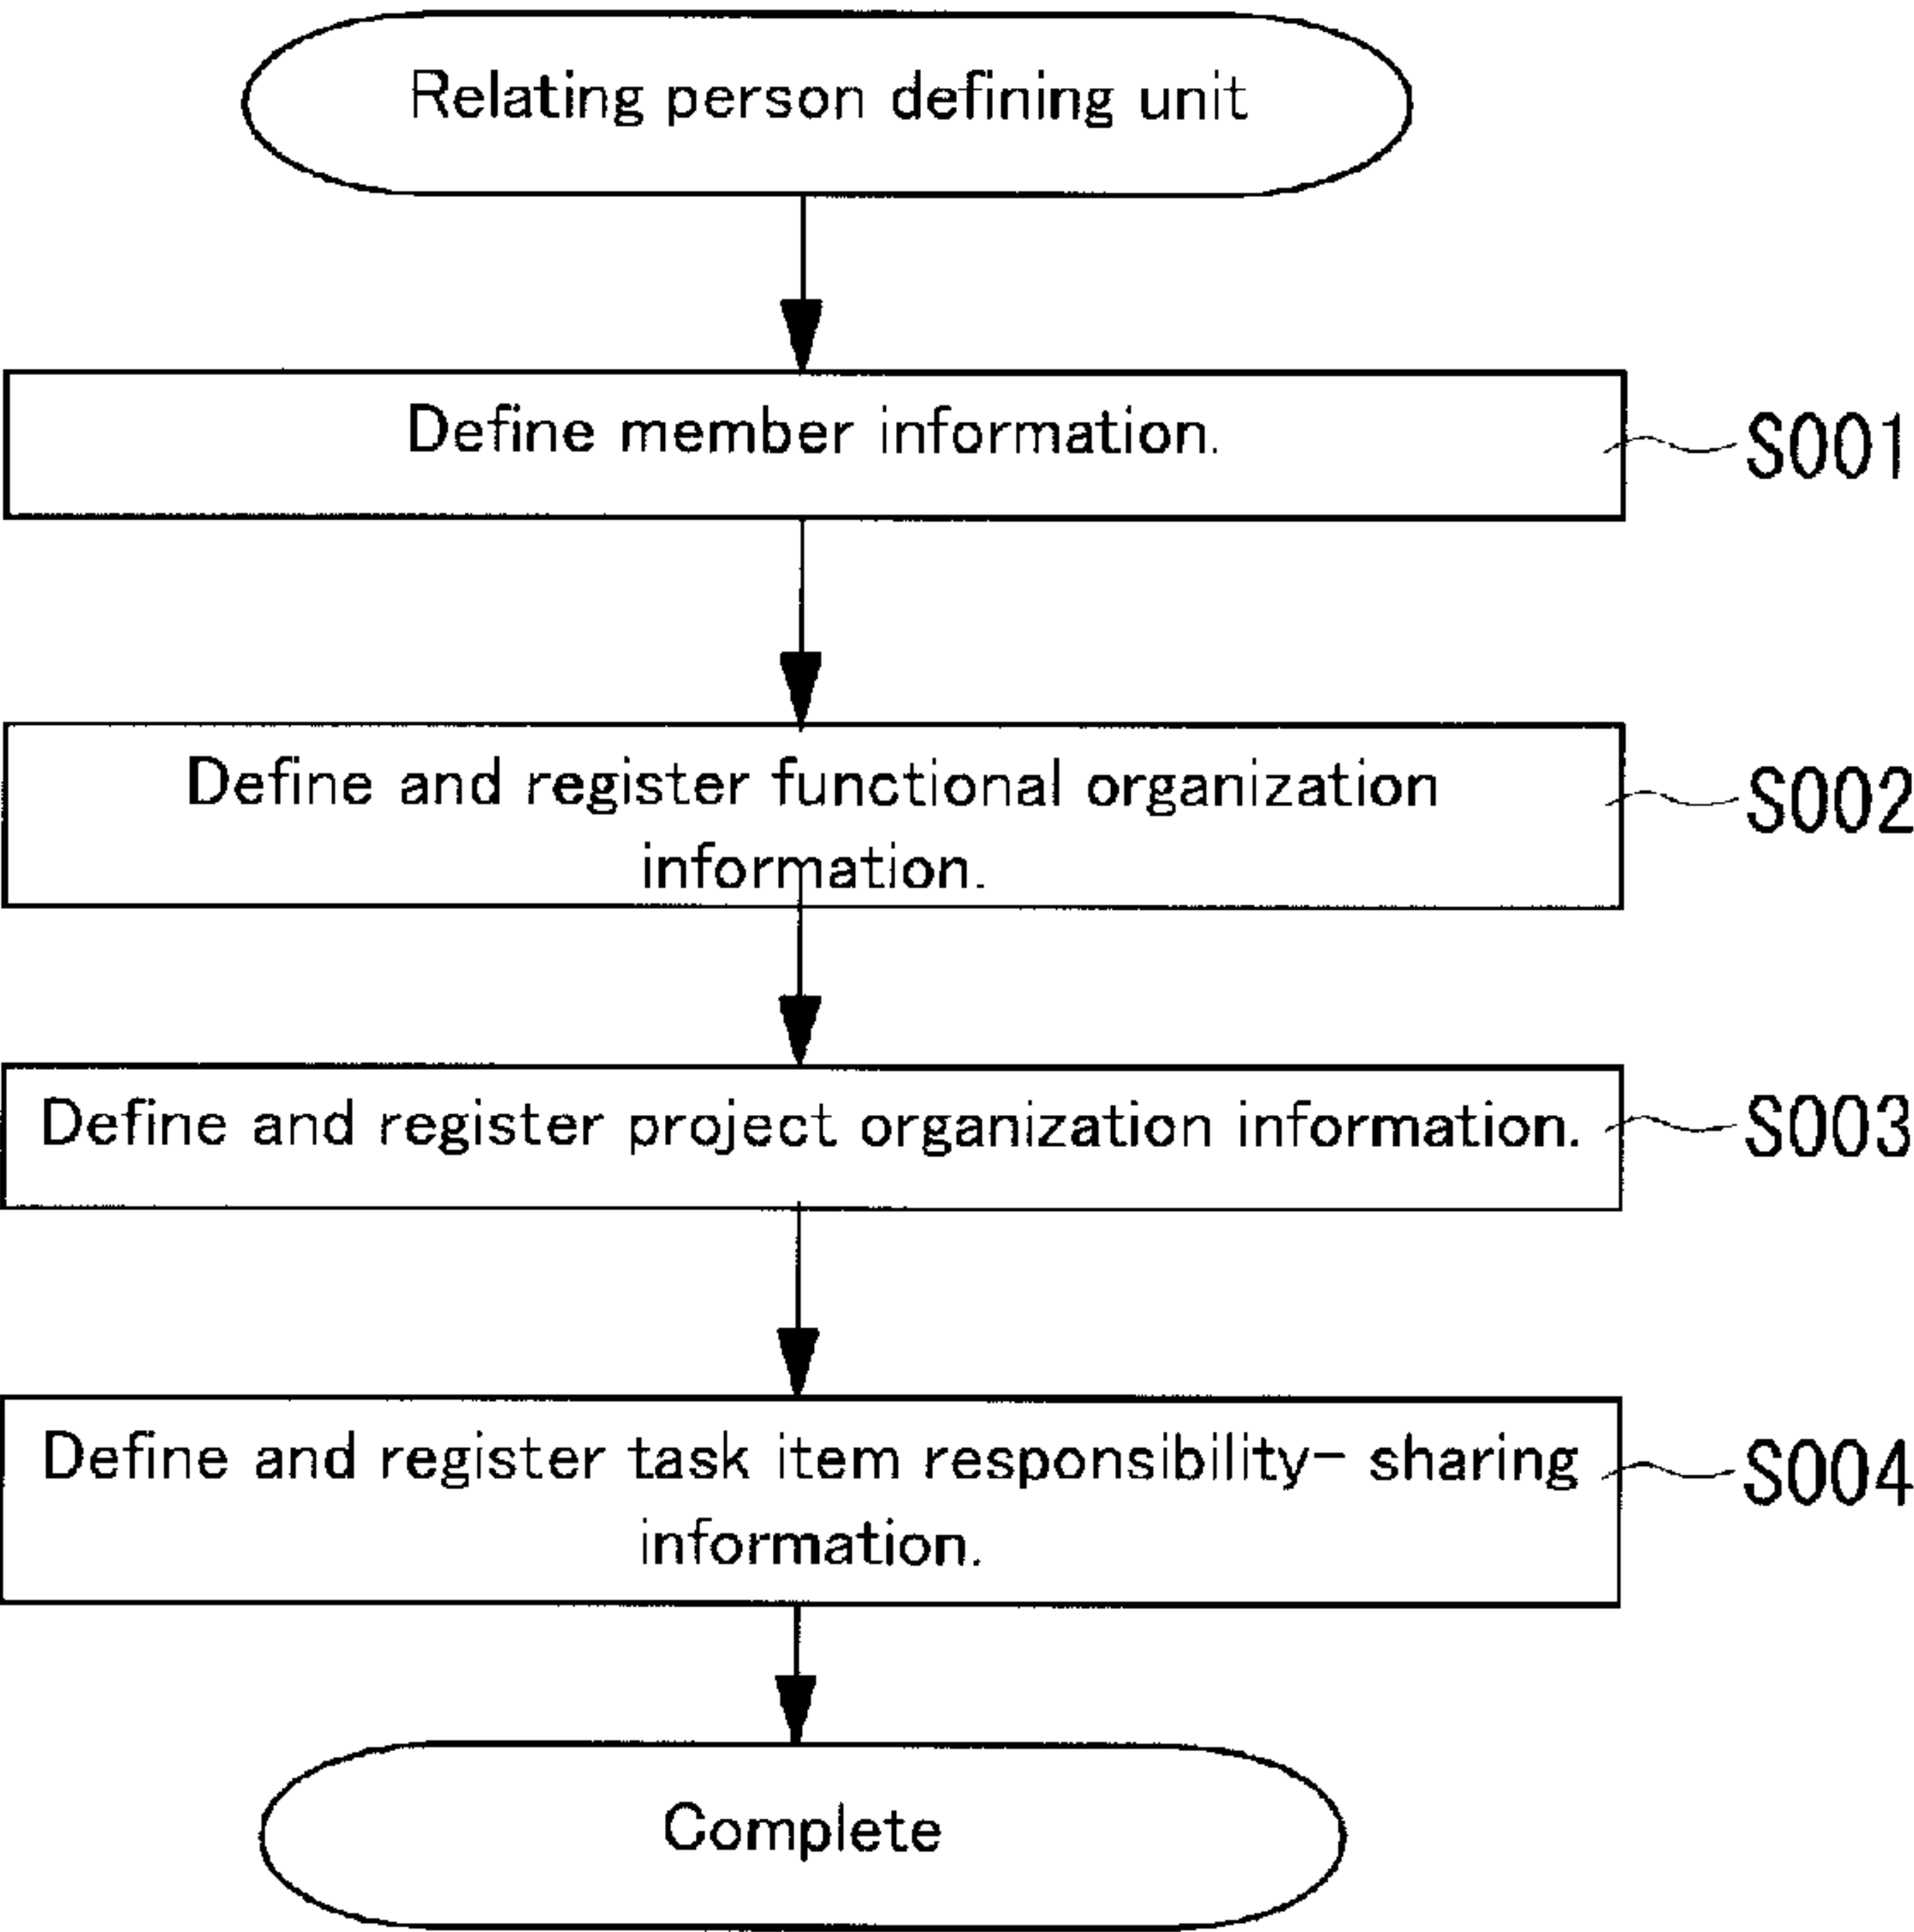 Relating person defining unit
Define member information.
S001
Define and register functional organization
information.
S002
Define and register project organization information.
S003
Define and register task item responsibility- sharing
information.
S004
Complete